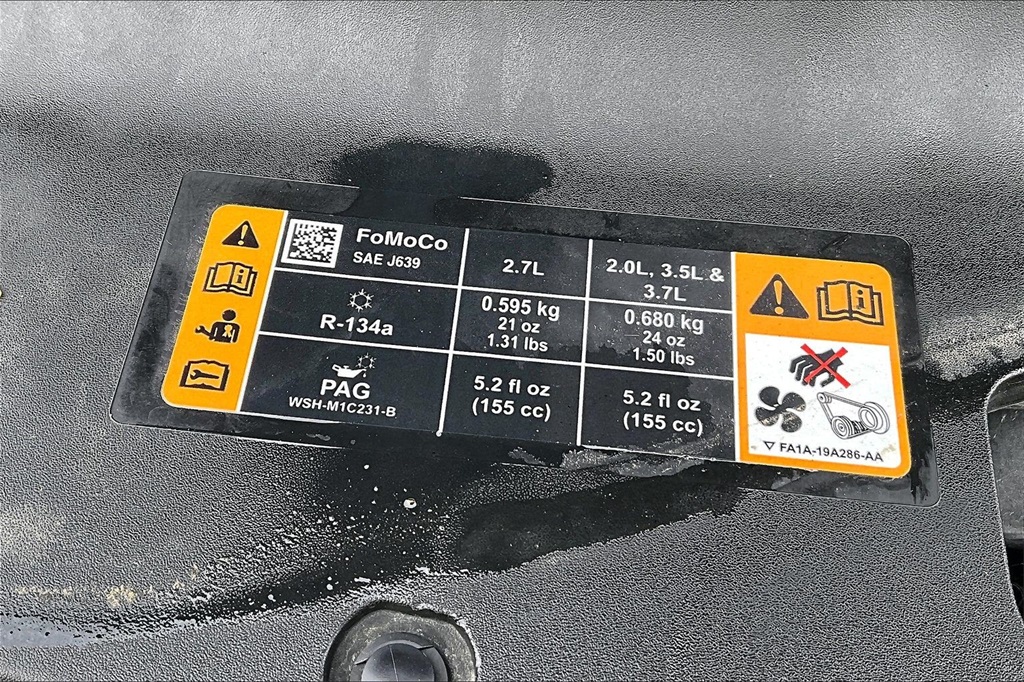 FoMoCo
SAE J639
2.7L
2.0L, 3.5L &
3.7L
R-134a
0.595 kg
21 oz
1.31 lbs
0.680 kg
24 oz
1.50 lbs
PAG
WSH-M1C231-B
5.2 fl oz
(155 cc)
5.2 fl oz
(155 cc)
FA1A-19A286-AA